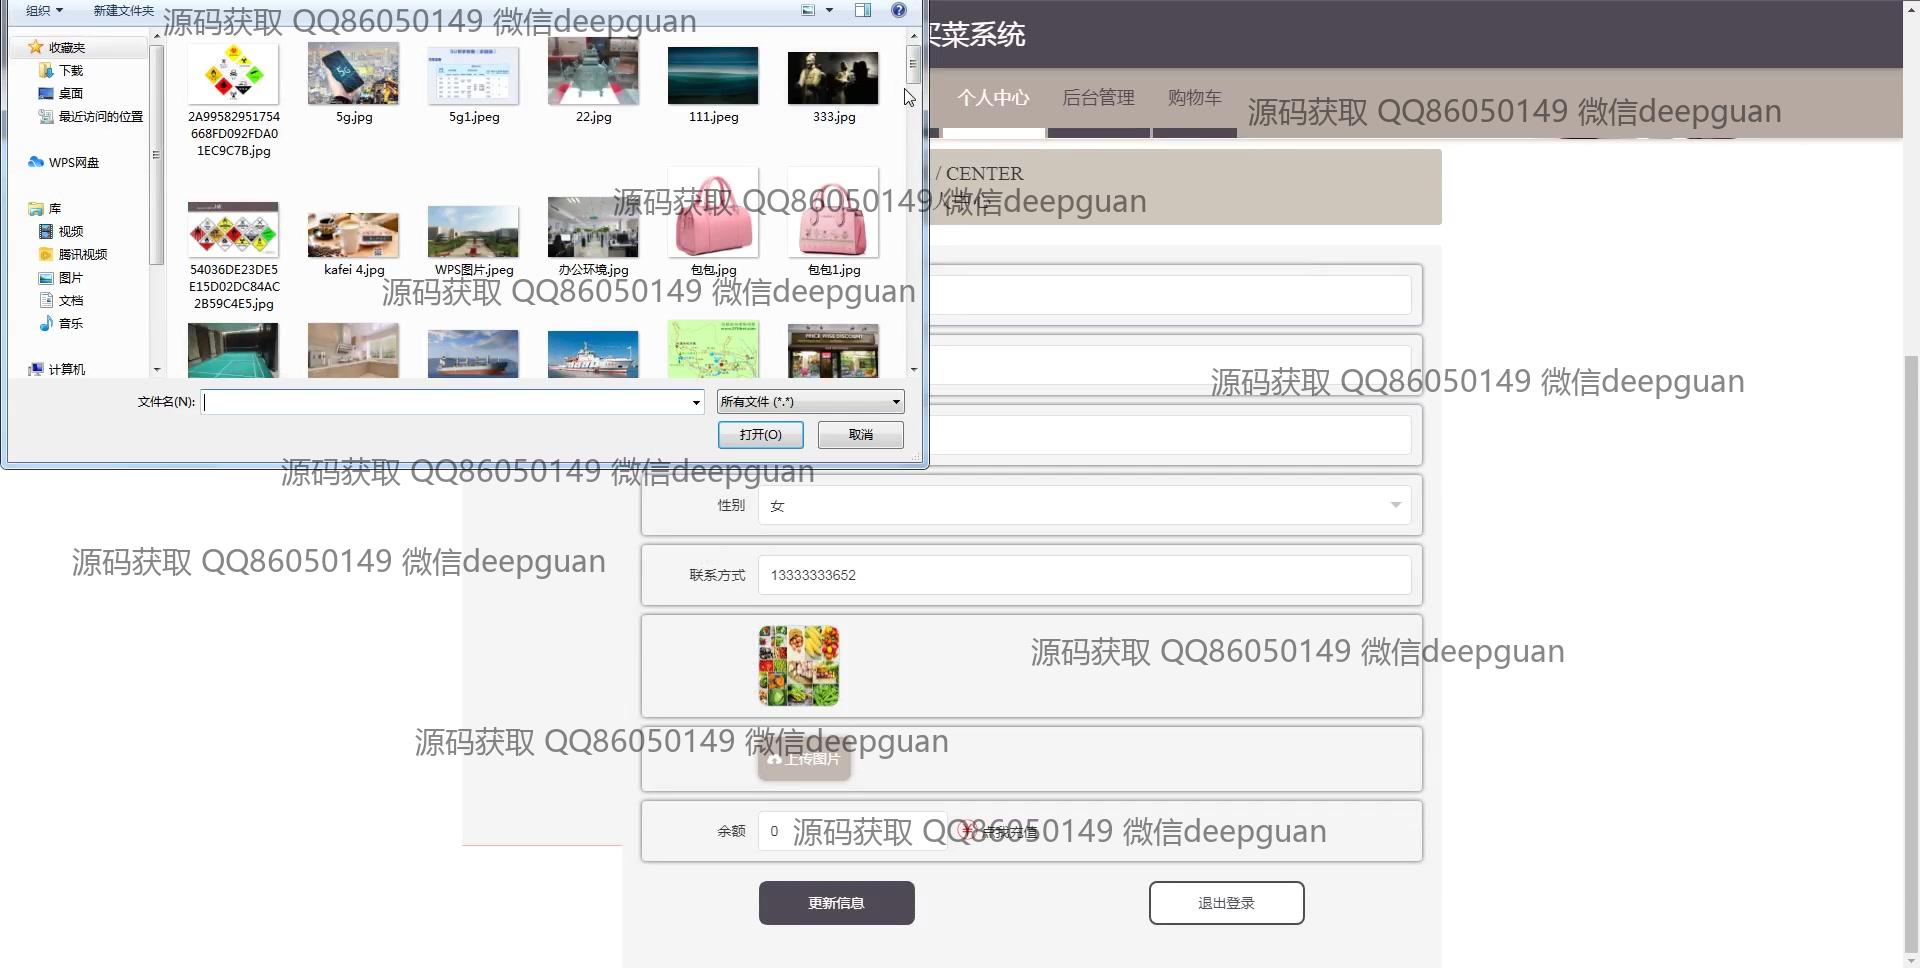 组织
新建文件夹
源码获取 QQ86050149 微信deepguan
买菜系统
收藏夹
下载
桌面
最近访问的位置
WPS网盘
库
视频
腾讯视频
图片
文档
音乐
计算机
2A99582951754
668FD092FDA0
1EC9C7B.jpg
5g.jpg
5g1.jpeg
22.jpg
111.jpeg
333.jpg
个人中心
后台管理
购物车
源码获取 QQ86050149 微信deepguan
/ CENTER
源码获取 QQ86050149 微信deepguan
54036DE23DE5
E15D02DC84AC
2B59C4E5.jpg
kafei 4.jpg
WPS图片.jpeg
办公环境.jpg
包包.jpg
包包1.jpg
源码获取 QQ86050149 微信deepguan
PRICE WISE DISCOUNT
源码获取 QQ86050149 微信deepguan
文件名(N):
所有文件 (*.*)
打开(O)
取消
源码获取 QQ86050149 微信deepguan
性别
女
源码获取 QQ86050149 微信deepguan
联系方式
13333333652
源码获取 QQ86050149 微信deepguan
源码获取 QQ86050149 微信deepguan
上传图片
余额
0
源码获取 QQ86050149 微信deepguan
点我充值
更新信息
退出登录